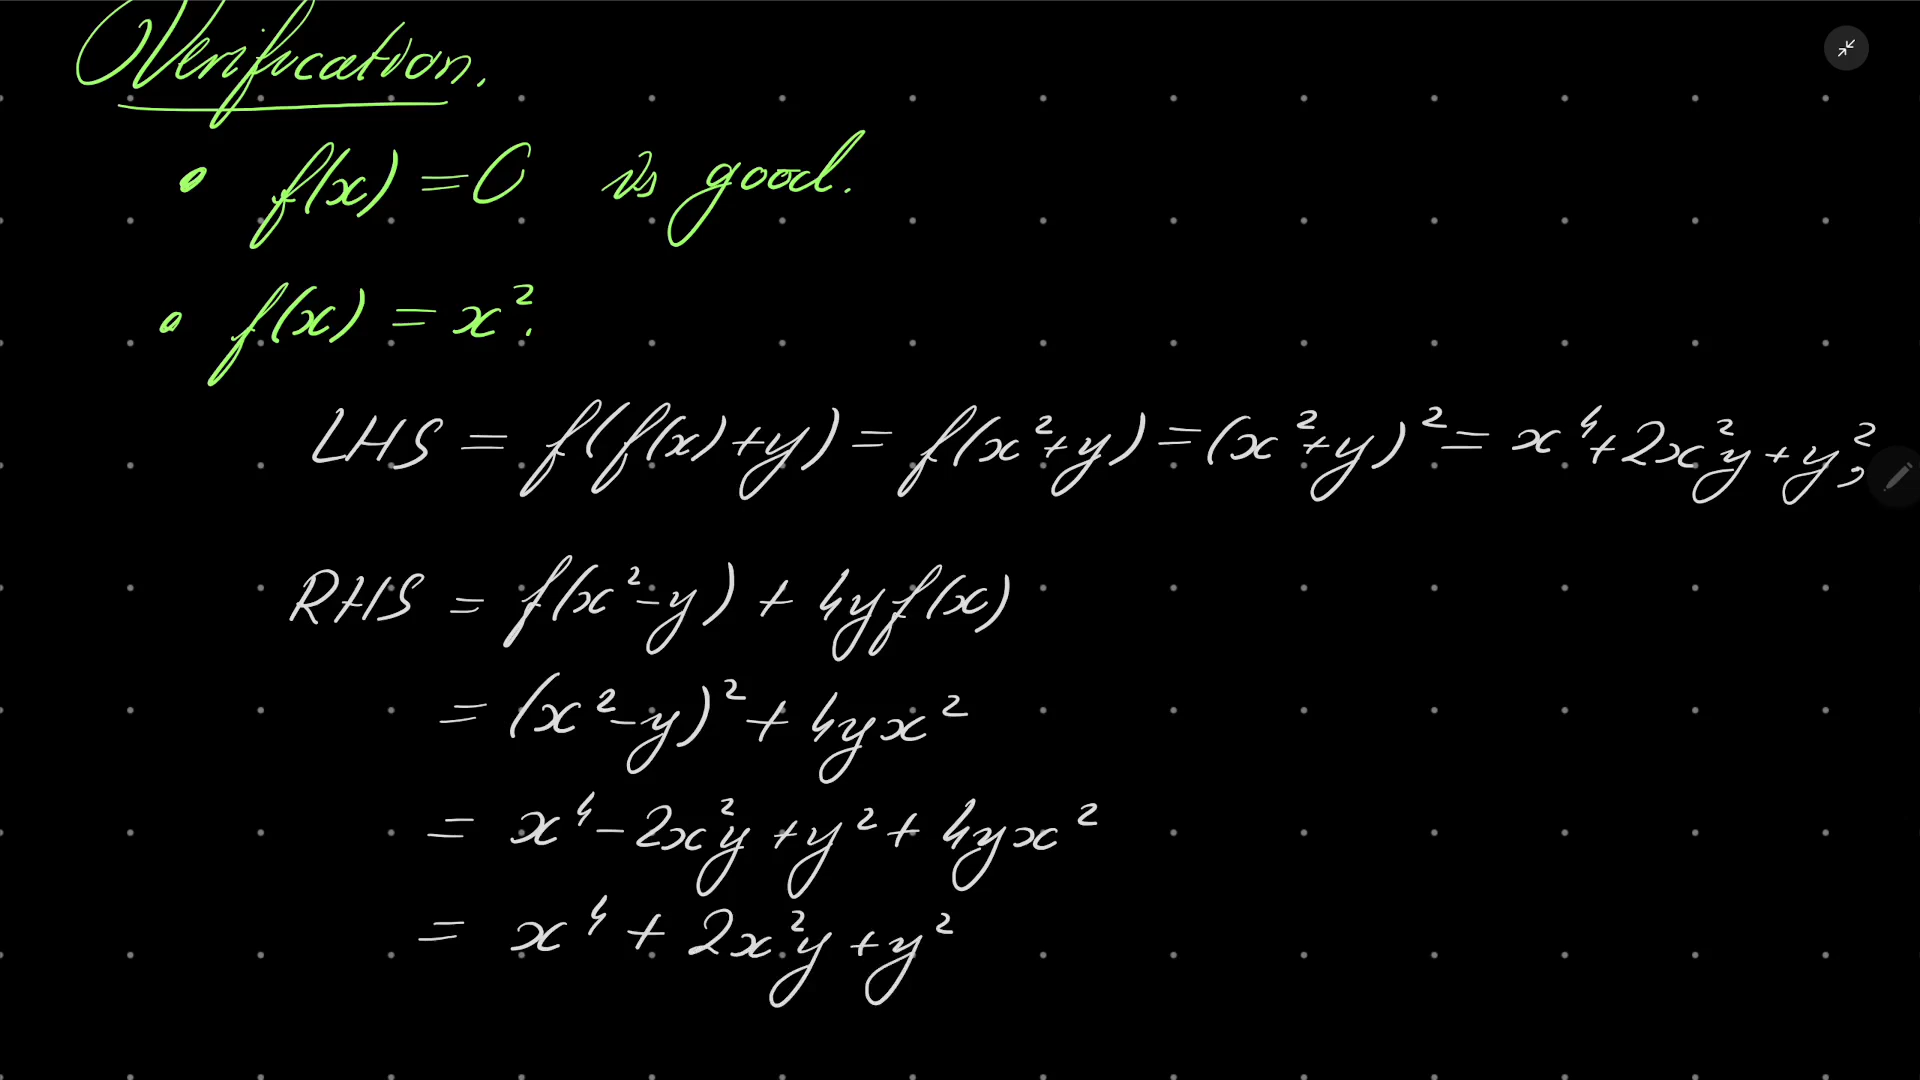 Verification.
• f(x) = 0 is good.
• f(x) = x².
LHS = f(f(x)+y) = f(x²+y) = (x²+y)² = x⁴+2x²y+y²,
RHS = f(x²-y) + 4yf(x)
= (x²-y)² + 4yx²
= x⁴-2x²y+y²+4yx²
= x⁴+2x²y+y²